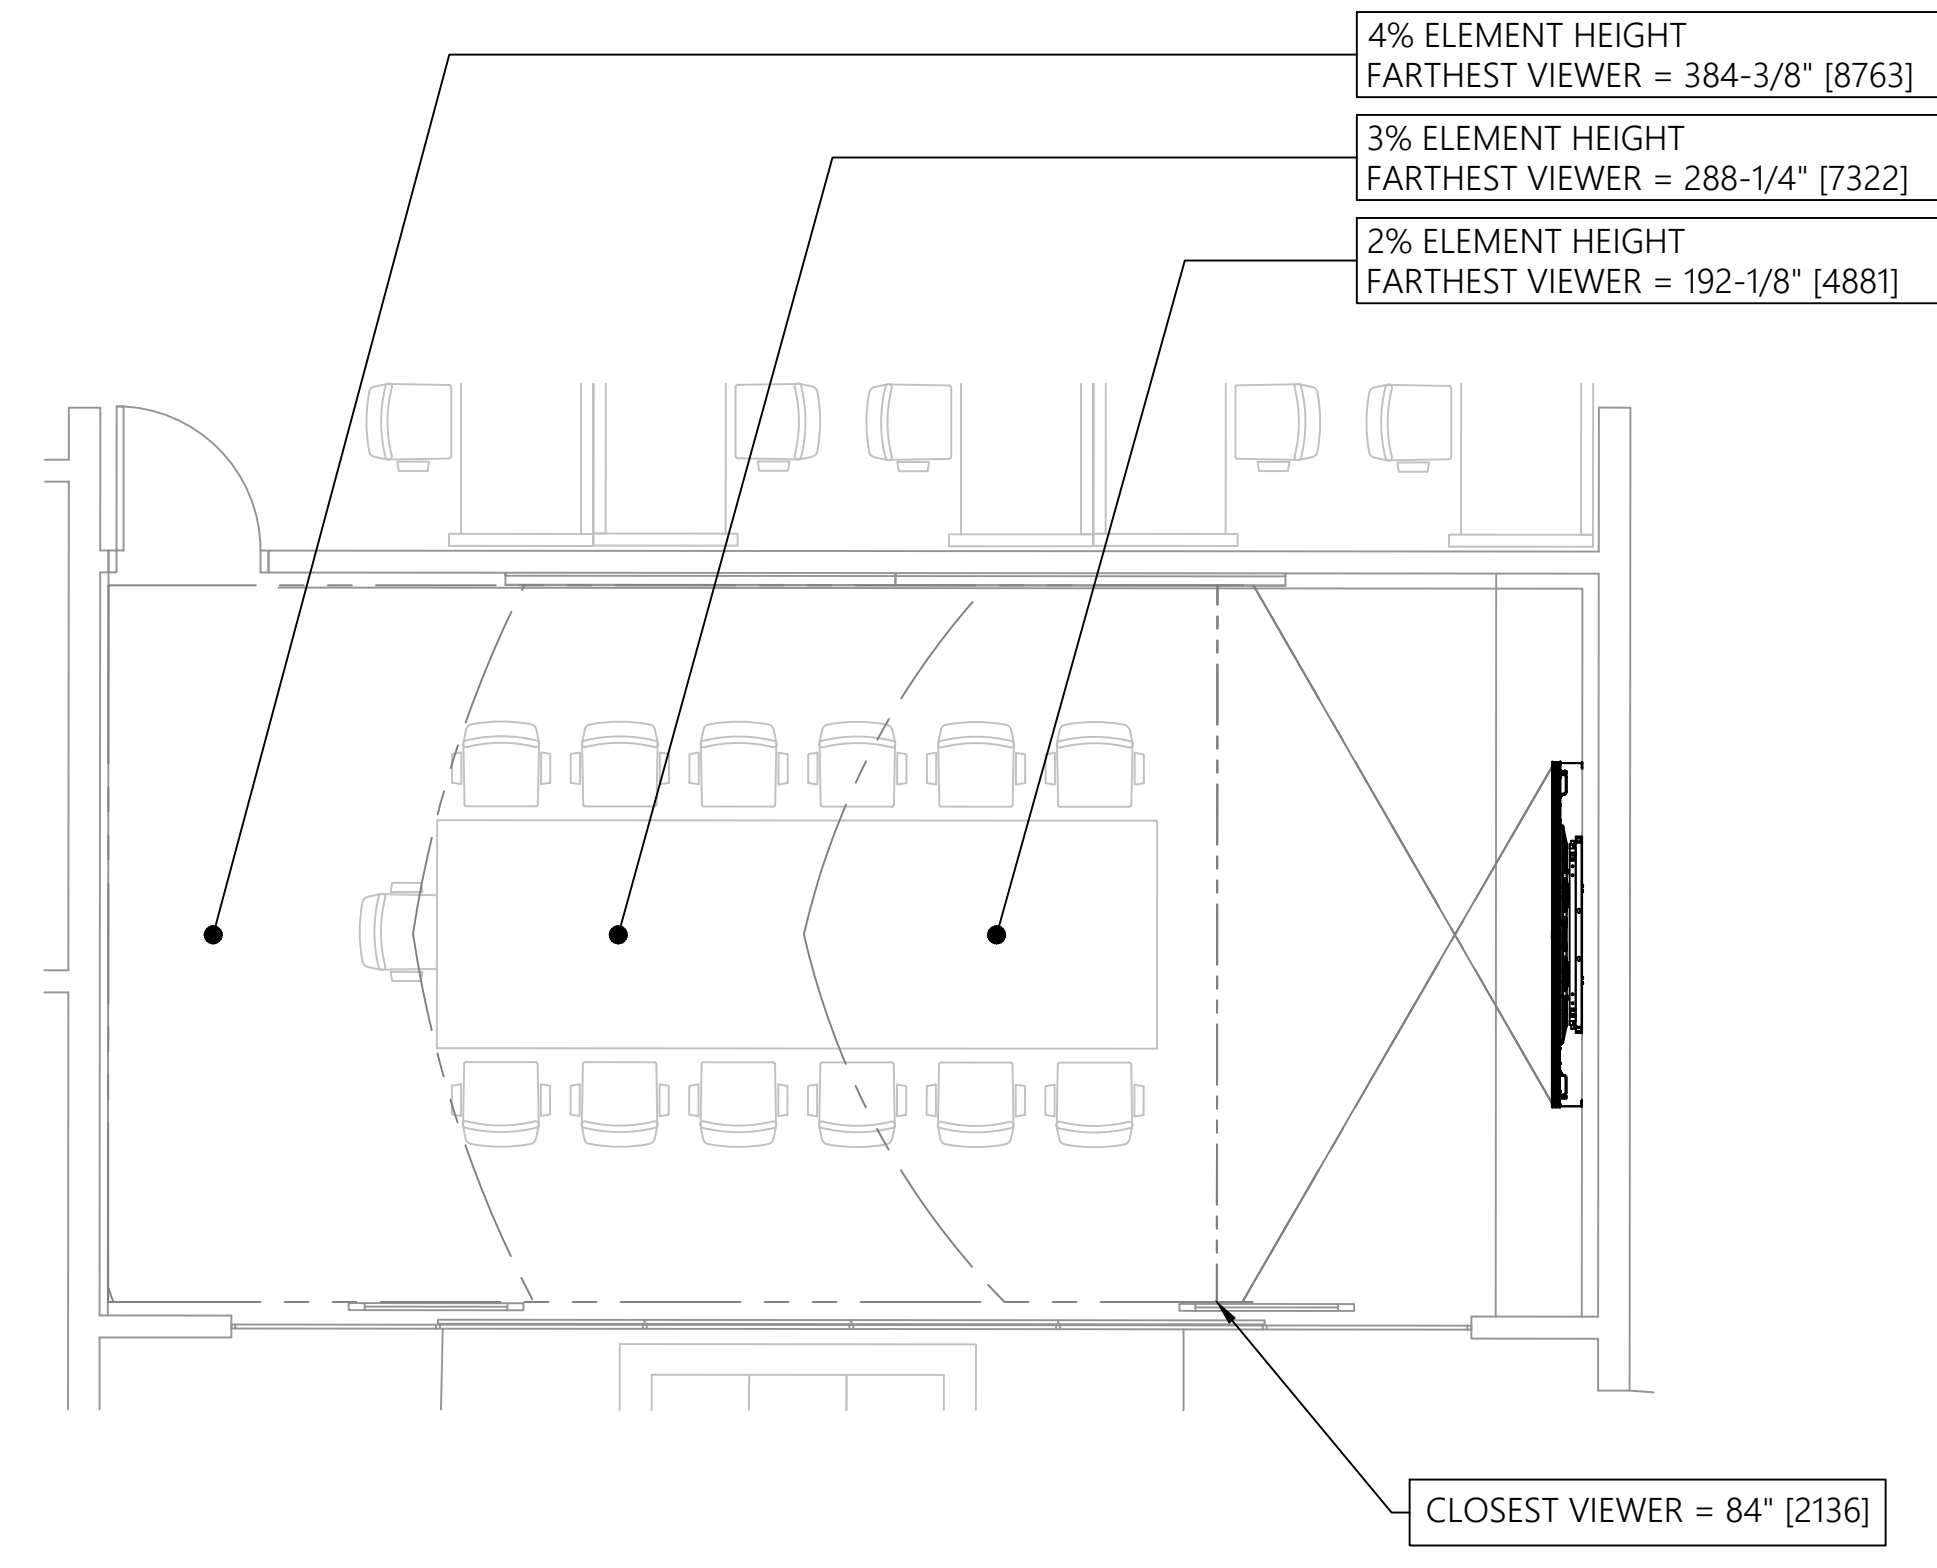 4% ELEMENT HEIGHT
FARTHEST VIEWER = 384-3/8" [8763]
3% ELEMENT HEIGHT
FARTHEST VIEWER = 288-1/4" [7322]
2% ELEMENT HEIGHT
FARTHEST VIEWER = 192-1/8" [4881]
CLOSEST VIEWER = 84" [2136]